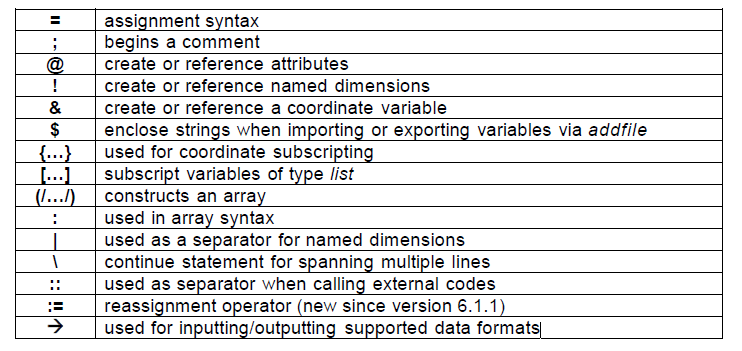 = assignment syntax
; begins a comment
@ create or reference attributes
! create or reference named dimensions
& create or reference a coordinate variable
$ enclose strings when importing or exporting variables via addfile
{...} used for coordinate subscripting
[...] subscript variables of type list
(/.../) constructs an array
: used in array syntax
| used as a separator for named dimensions
\ continue statement for spanning multiple lines
:: used as separator when calling external codes
:= reassignment operator (new since version 6.1.1)
→ used for inputting/outputting supported data formats